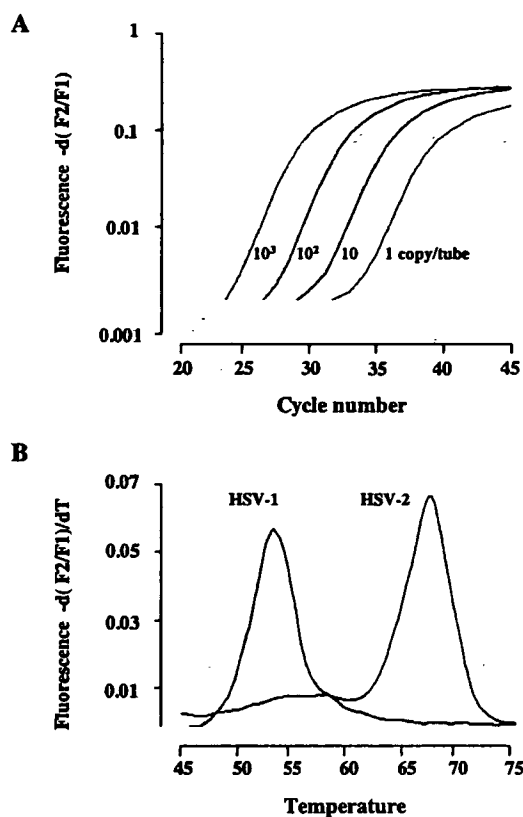 A
Fluorescence -d( F2/F1)
1
0.1
0.01
0.001
10³
10²
10
1 copy/tube
20 25 30 35 40 45
Cycle number
B
Fluorescence -d( F2/F1)/dT
0.07
0.05
0.03
0.01
HSV-1
HSV-2
45 50 55 60 65 70 75
Temperature